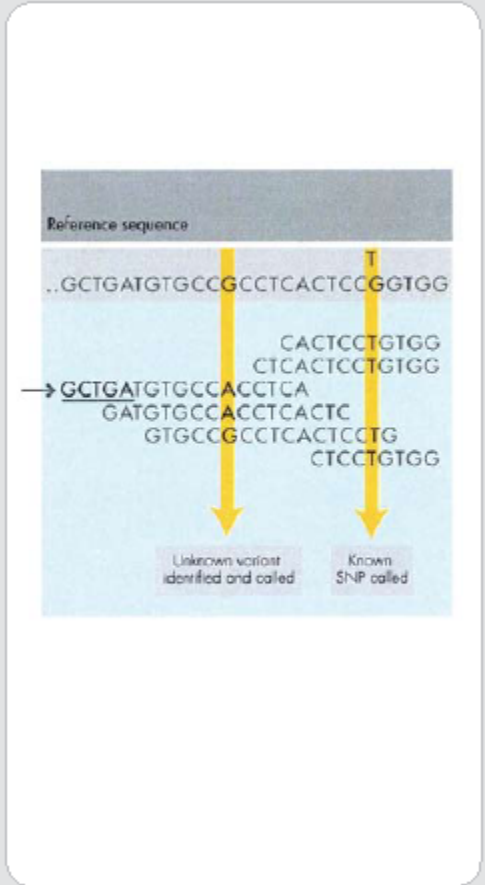 Reference sequence
T
..GCTGATGTGCCGCCTCACTCCGGTGG
CACTCCTGTGG
CTCACTCCTGTGG
→GCTGATGTGCCACCTCA
GATGTGCCACCTCACTC
GTGCCGCCTCACTCCTG
CTCCTGTGG
Unknown variant
identified and called
Known
SNP called